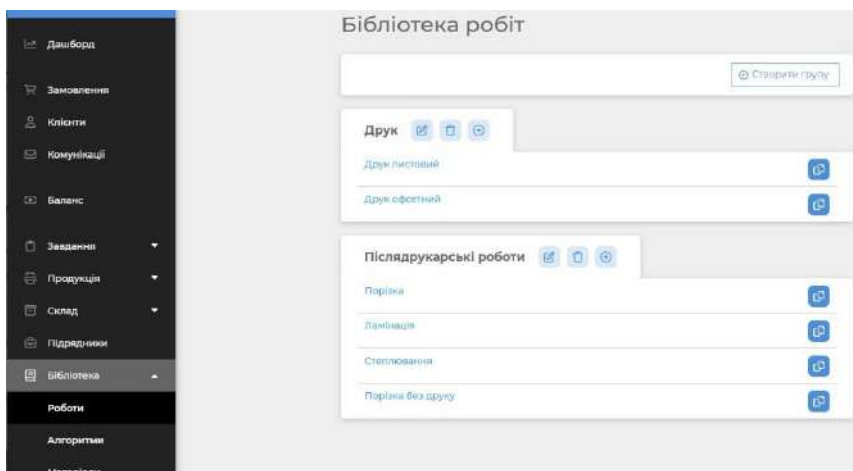 Бібліотека робіт
Створити групу
Дашборд
Замовлення
Клієнти
Комунікації
Баланс
Завдання
Продукція
Склад
Підрядники
Бібліотека
Роботи
Алгоритми
Матеріали
Друк
Друк листовий
Друк офсетний
Післядрукарські роботи
Порізка
Ламінація
Степлювання
Порізка без друку